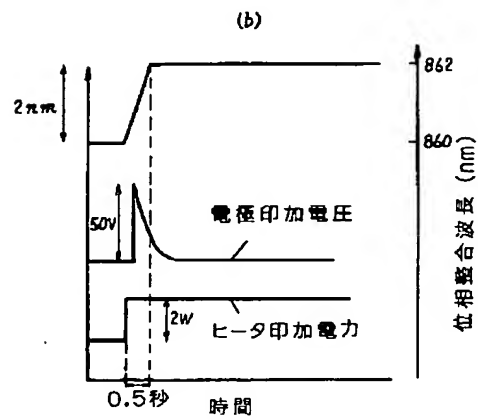 (b)
2nm
862
860
位相整合波長 (nm)
50V
電極印加電圧
2W
ヒータ印加電力
0.5秒
時間